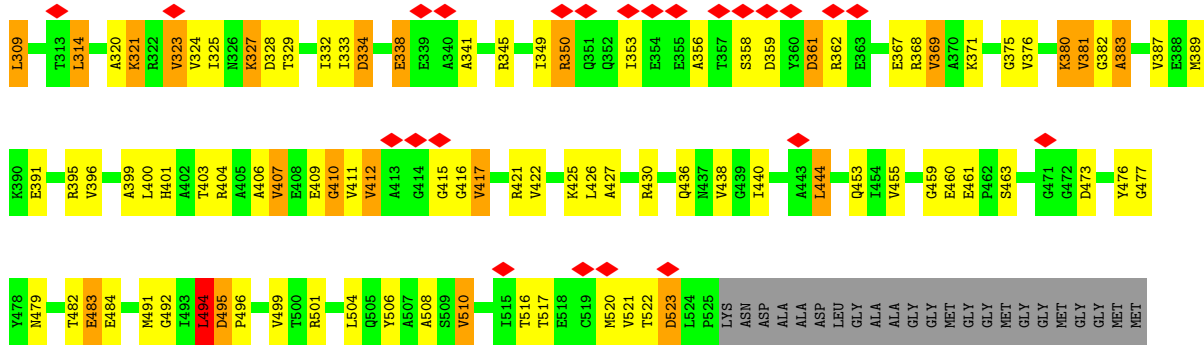 L309 T313 L314 A320 K321 R322 V323 V324 I325 N326 K327 D328 T329 I332 I333 D334 E338 E339 A340 A341 R345 I349 R350 Q351 Q352 I353 E354 E355 A356 T357 S358 D359 Y360 D361 R362 E363 E367 R368 V369 A370 K371 G375 V376 K380 V381 G382 A383 V387 E388 M389
K390 E391 R395 V396 A399 L400 H401 A402 T403 R404 A405 A406 V407 E408 E409 G410 V411 V412 A413 G414 G415 G416 V417 R421 V422 K425 L426 A427 R430 Q436 N437 V438 G439 I440 A443 L444 Q453 I454 V455 G459 E460 E461 P462 S463 G471 G472 D473 Y476 G477
Y478 N479 T482 E483 E484 M491 G492 I493 L494 D495 P496 V499 T500 R501 L504 Q505 Y506 A507 A508 S509 V510 I515 T516 T517 E518 C519 M520 V521 T522 D523 L524 P525 LYS ASN ASP ALA ALA ASP LEU GLY ALA ALA GLY GLY MET GLY GLY MET GLY GLY MET GLY GLY MET MET